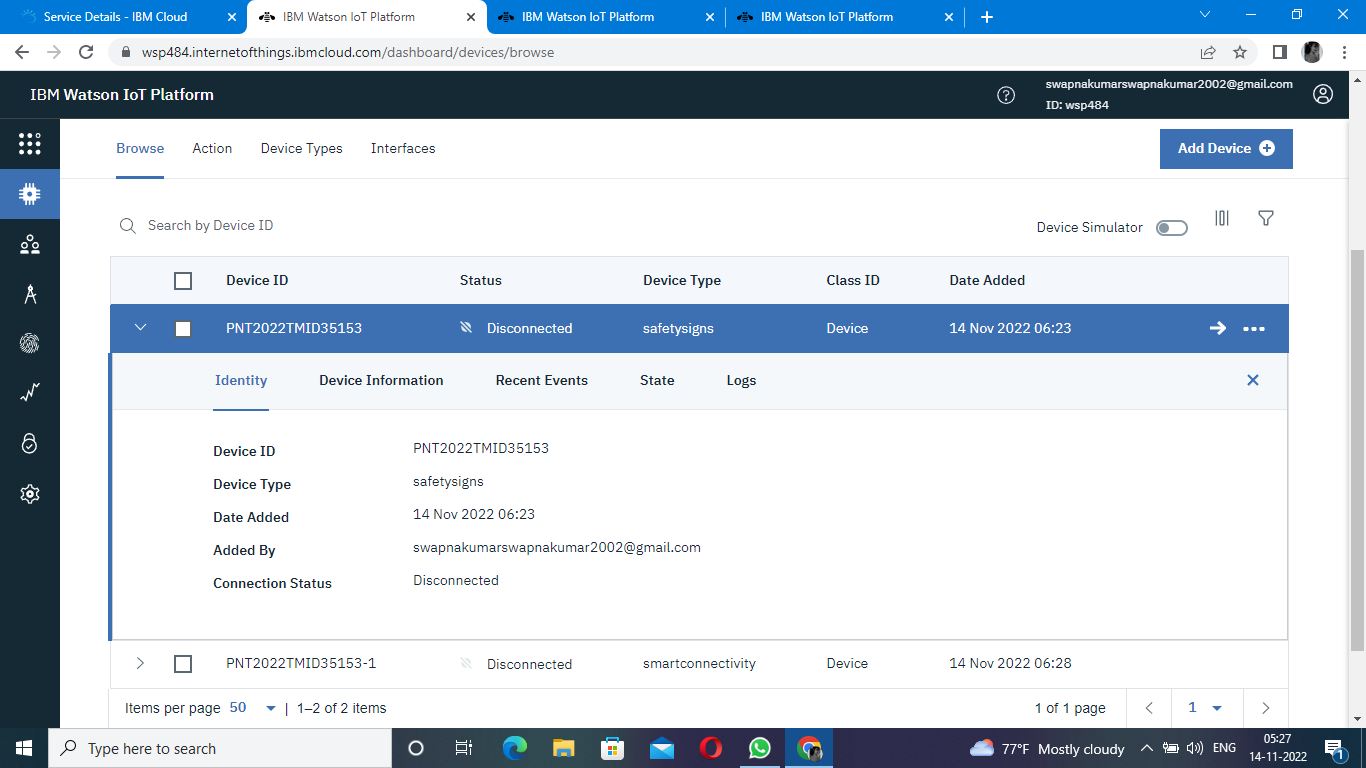 Service Details - IBM Cloud
IBM Watson IoT Platform
IBM Watson IoT Platform
IBM Watson IoT Platform
wsp484.internetofthings.ibmcloud.com/dashboard/devices/browse
IBM Watson IoT Platform
swapnakumarswapnakumar2002@gmail.com
ID: wsp484
Browse Action Device Types Interfaces
Add Device
Search by Device ID
Device Simulator
Device ID Status Device Type Class ID Date Added
PNT2022TMID35153 Disconnected safetysigns Device 14 Nov 2022 06:23
Identity Device Information Recent Events State Logs
Device ID PNT2022TMID35153
Device Type safetysigns
Date Added 14 Nov 2022 06:23
Added By swapnakumarswapnakumar2002@gmail.com
Connection Status Disconnected
PNT2022TMID35153-1 Disconnected smartconnectivity Device 14 Nov 2022 06:28
Items per page 50 | 1–2 of 2 items 1 of 1 page 1
Type here to search
77°F Mostly cloudy
ENG
05:27
14-11-2022
1